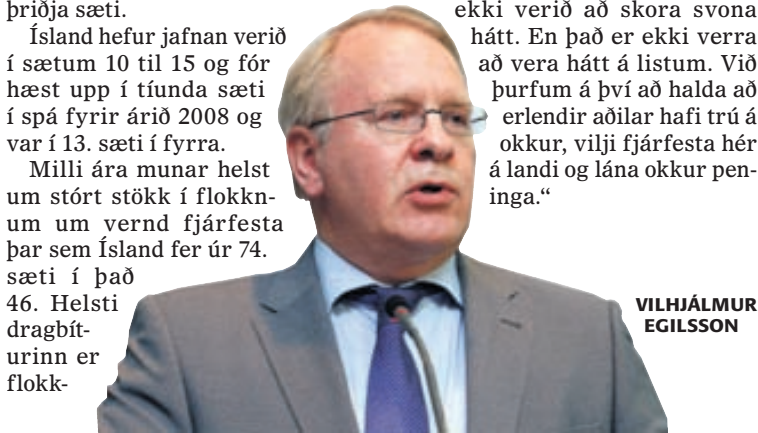 þriðja sæti.
Ísland hefur jafnan verið
í sætum 10 til 15 og fór
hæst upp í tíunda sæti
í spá fyrir árið 2008 og
var í 13. sæti í fyrra.
Milli ára munar helst
um stórt stökk í flokkn-
um um vernd fjárfesta
þar sem Ísland fer úr 74.
sæti í það
46. Helsti
dragbít-
urinn er
flokk-
ekki verið að skora svona
hátt. En það er ekki verra
að vera hátt á listum. Við
þurfum á því að halda að
erlendir aðilar hafi trú á
okkur, vilji fjárfesta hér
á landi og lána okkur pen-
inga.“
VILHJÁLMUR
EGILSSON